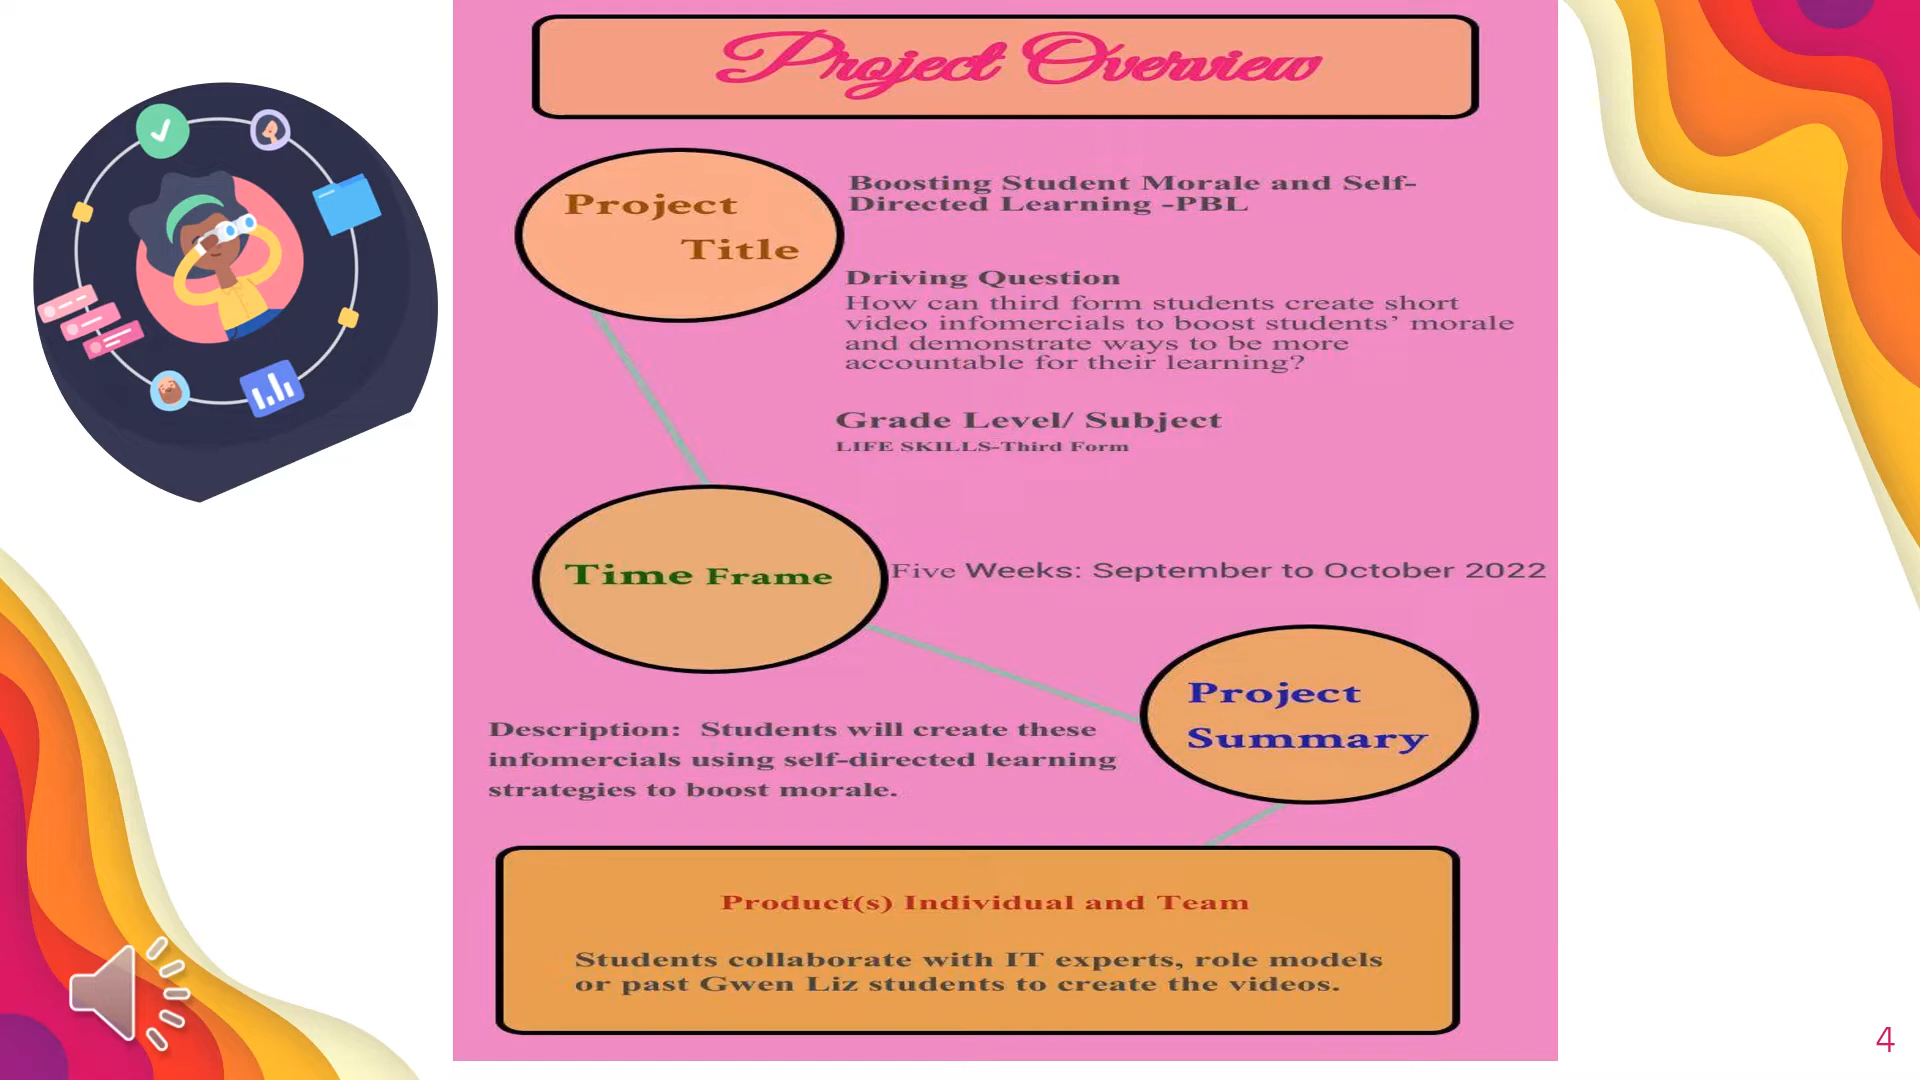 Project Overview
Project
Title
Boosting Student Morale and Self-
Directed Learning -PBL
Driving Question
How can third form students create short
video infomercials to boost students’ morale
and demonstrate ways to be more
accountable for their learning?
Grade Level/ Subject
LIFE SKILLS-Third Form
Time Frame
Five Weeks: September to October 2022
Project
Summary
Description:  Students will create these
infomercials using self-directed learning
strategies to boost morale.
Product(s) Individual and Team
Students collaborate with IT experts, role models
or past Gwen Liz students to create the videos.
4